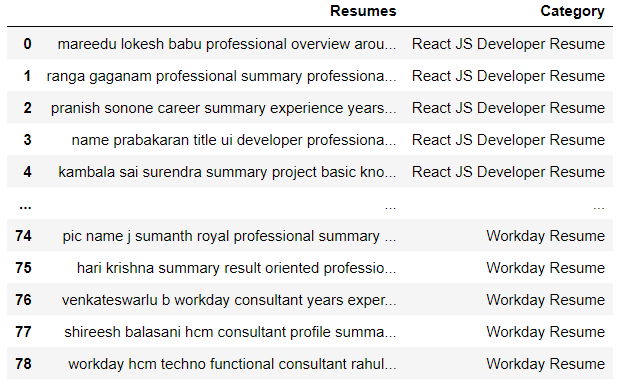 Resumes Category
0 mareedu lokesh babu professional overview arou... React JS Developer Resume
1 ranga gaganam professional summary professiona... React JS Developer Resume
2 pranish sonone career summary experience years... React JS Developer Resume
3 name prabakaran title ui developer professiona... React JS Developer Resume
4 kambala sai surendra summary project basic kno... React JS Developer Resume
... ... ...
74 pic name j sumanth royal professional summary ... Workday Resume
75 hari krishna summary result oriented professio... Workday Resume
76 venkateswarlu b workday consultant years exper... Workday Resume
77 shireesh balasani hcm consultant profile summa... Workday Resume
78 workday hcm techno functional consultant rahul... Workday Resume